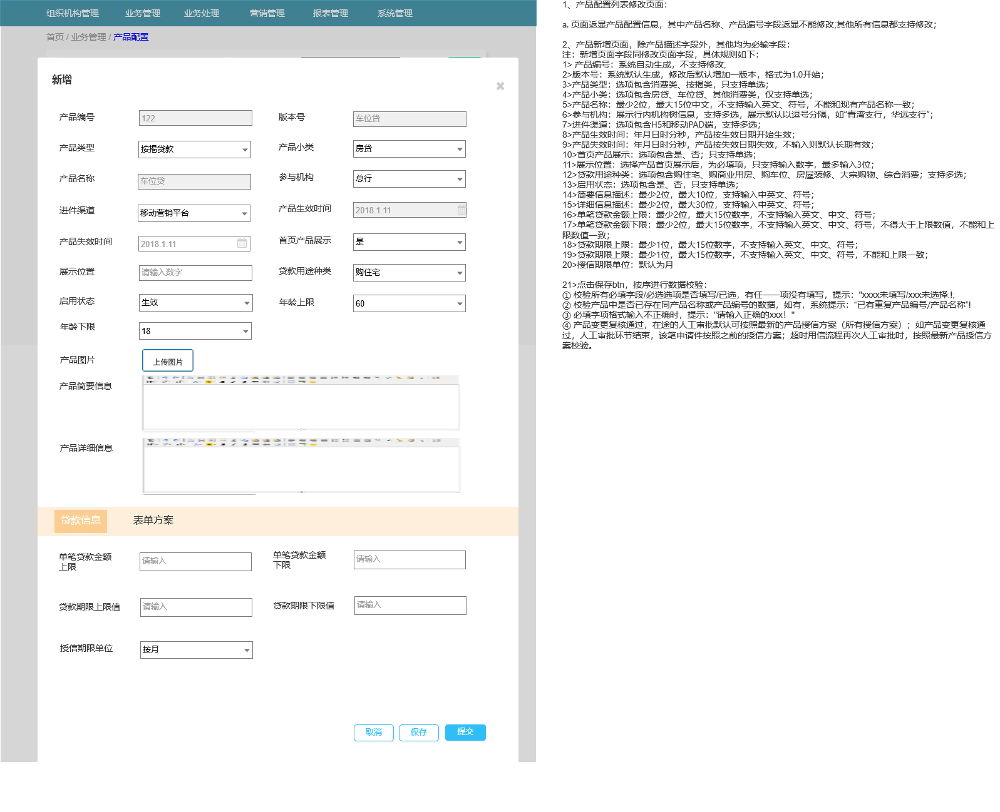 组织机构管理 业务管理 业务处理 营销管理 报表管理 系统管理
首页 / 业务管理 / 产品配置
新增
产品编号 122 版本号 车位贷
产品类型 按揭贷款 产品小类 房贷
产品名称 车位贷 参与机构 总行
进件渠道 移动营销平台 产品生效时间 2018.1.11
产品失效时间 2018.1.11 首页产品展示 是
展示位置 请输入数字 贷款用途种类 购住宅
启用状态 生效 年龄上限 60
年龄下限 18
产品图片 上传图片
产品简要信息
产品详细信息
贷款信息 表单方案
单笔贷款金额
上限 请输入 单笔贷款金额
下限 请输入
贷款期限上限值 请输入 贷款期限下限值 请输入
授信期限单位 按月
取消 保存 提交
1、产品配置列表修改页面：
a. 页面返显产品配置信息，其中产品名称、产品遍号字段返显不能修改;其他所有信息都支持修改；
2、产品新增页面，除产品描述字段外，其他均为必输字段：
注：新增页面字段同修改页面字段，具体规则如下：
1> 产品编号：系统自动生成，不支持修改;
2>版本号：系统默认生成，修改后默认增加一版本，格式为1.0开始；
3>产品类型：选项包含消费类、按揭类，只支持单选；
4>产品小类：选项包含房贷、车位贷、其他消费类，仅支持单选；
5>产品名称：最少2位，最大15位中文，不支持输入英文、符号，不能和现有产品名称一致；
6>参与机构：展示行内机构树信息，支持多选，展示默认以逗号分隔，如“青湾支行，华远支行”；
7>进件渠道：选项包含H5和移动PAD端，支持多选；
8>产品生效时间：年月日时分秒，产品按生效日期开始生效；
9>产品失效时间：年月日时分秒，产品按失效日期失效，不输入则默认长期有效；
10>首页产品展示：选项包含是、否；只支持单选；
11>展示位置：选择产品首页展示后，为必填项，只支持输入数字，最多输入3位；
12>贷款用途种类：选项包含购住宅、购商业用房、购车位、房屋装修、大宗购物、综合消费；支持多选；
13>启用状态：选项包含是、否，只支持单选；
14>简要信息描述：最少2位，最大10位，支持输入中英文、符号；
15>详细信息描述：最少2位，最大30位，支持输入中英文、符号；
16>单笔贷款金额上限：最少2位，最大15位数字，不支持输入英文、中文、符号；
17>单笔贷款金额下限：最少2位，最大15位数字，不支持输入英文、中文、符号，不得大于上限数值，不能和上
限数值一致；
18>贷款期限上限：最少1位，最大15位数字，不支持输入英文、中文、符号；
19>贷款期限上限：最少1位，最大15位数字，不支持输入英文、中文、符号，不能和上限一致；
20>授信期限单位：默认为月
21>点击保存btn，按序进行数据校验：
① 校验所有必填字段/必选选项是否填写/已选，有任一一项没有填写，提示："xxxx未填写/xxx未选择:!;
② 校验产品中是否已存在同产品名称或产品编号的数据，如有，系统提示：“已有重复产品编号/产品名称”!
③ 必填字项格式输入不正确时，提示："请输入正确的xxx！"
④ 产品变更复核通过，在途的人工审批默认可按照最新的产品授信方案（所有授信方案）；如产品变更复核通
过，人工审批环节结束，该笔申请件按照之前的授信方案；超时用信流程再次人工审批时，按照最新产品授信方
案校验。